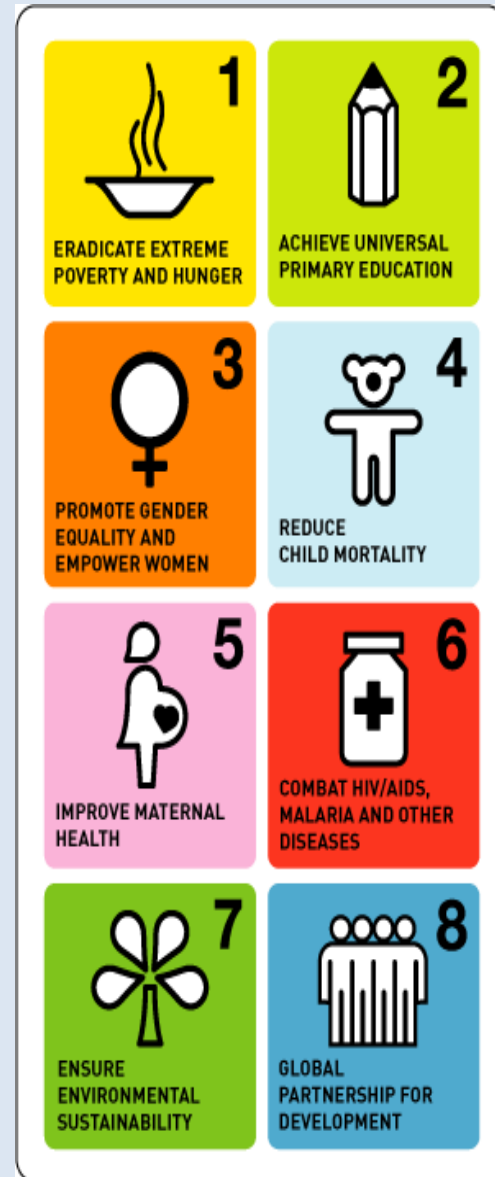 1
ERADICATE EXTREME
POVERTY AND HUNGER
2
ACHIEVE UNIVERSAL
PRIMARY EDUCATION
3
PROMOTE GENDER
EQUALITY AND
EMPOWER WOMEN
4
REDUCE
CHILD MORTALITY
5
IMPROVE MATERNAL
HEALTH
6
COMBAT HIV/AIDS,
MALARIA AND OTHER
DISEASES
7
ENSURE
ENVIRONMENTAL
SUSTAINABILITY
8
GLOBAL
PARTNERSHIP FOR
DEVELOPMENT